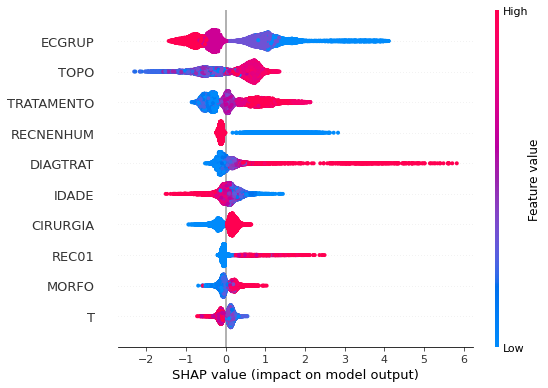 High
ECGRUP
TOPO
TRATAMENTO
RECNENHUM
DIAGTRAT
IDADE
CIRURGIA
REC01
MORFO
T
Feature value
Low
−2 −1 0 1 2 3 4 5 6
SHAP value (impact on model output)